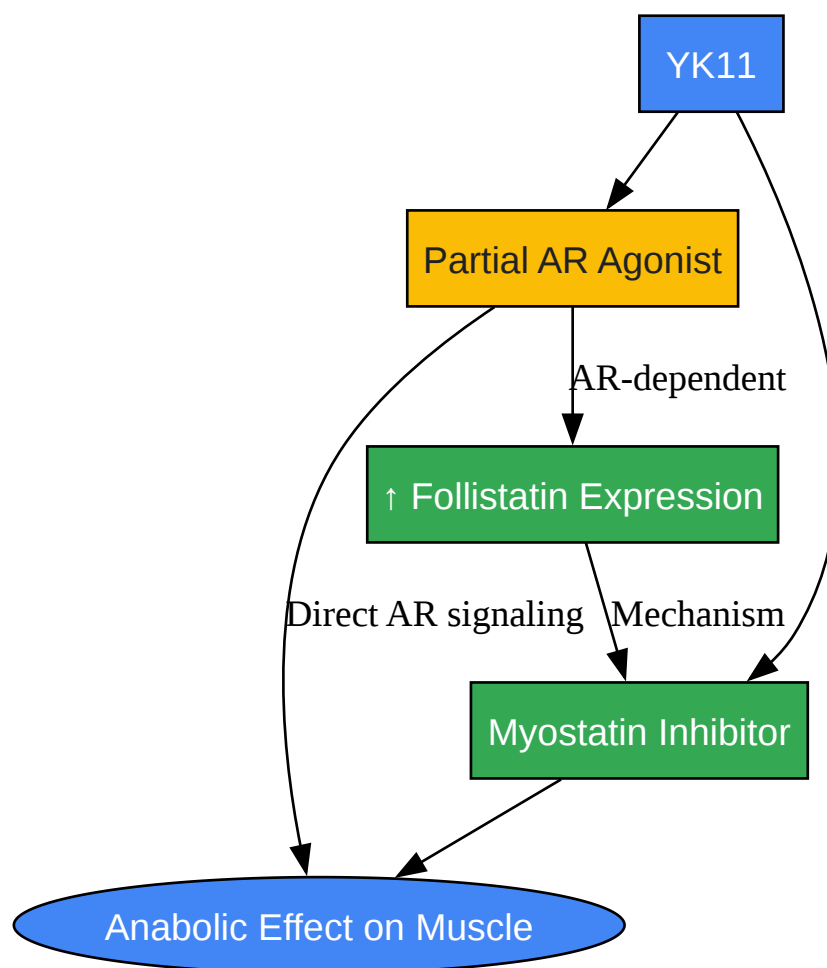 YK11
Partial AR Agonist
AR-dependent
↑ Follistatin Expression
Direct AR signaling
Mechanism
Myostatin Inhibitor
Anabolic Effect on Muscle